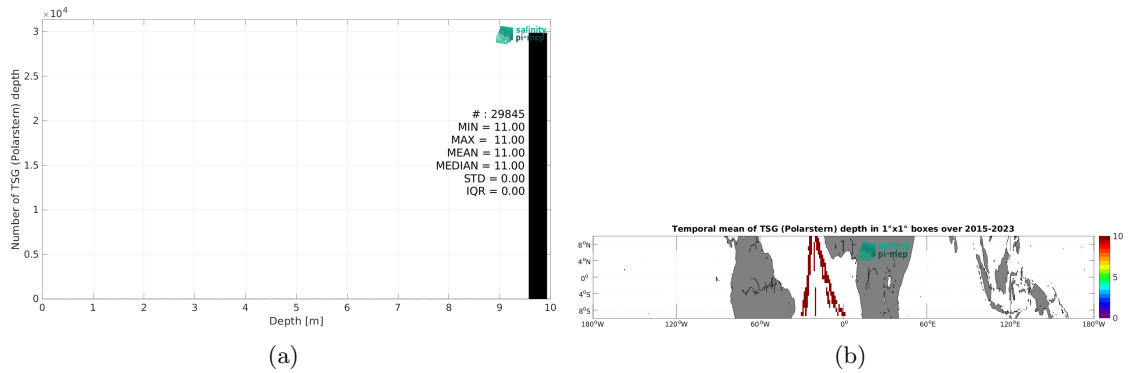 ×10⁴
3
2.5
2
1.5
1
0.5
0
Number of TSG (Polarstern) depth
salinity
pi-mep
# : 29845
MIN = 11.00
MAX = 11.00
MEAN = 11.00
MEDIAN = 11.00
STD = 0.00
IQR = 0.00
0 1 2 3 4 5 6 7 8 9 10
Depth [m]
(a)
Temporal mean of TSG (Polarstern) depth in 1°x1° boxes over 2015-2023
salinity
pi-mep
8°N
4°N
0°
4°S
8°S
180°W 120°W 60°W 0° 60°E 120°E 180°W
10
5
0
(b)